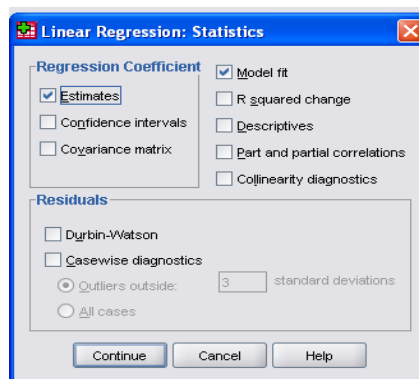 Linear Regression: Statistics
Regression Coefficient
Estimates
Confidence intervals
Covariance matrix
Model fit
R squared change
Descriptives
Part and partial correlations
Collinearity diagnostics
Residuals
Durbin-Watson
Casewise diagnostics
Outliers outside: 3 standard deviations
All cases
Continue Cancel Help